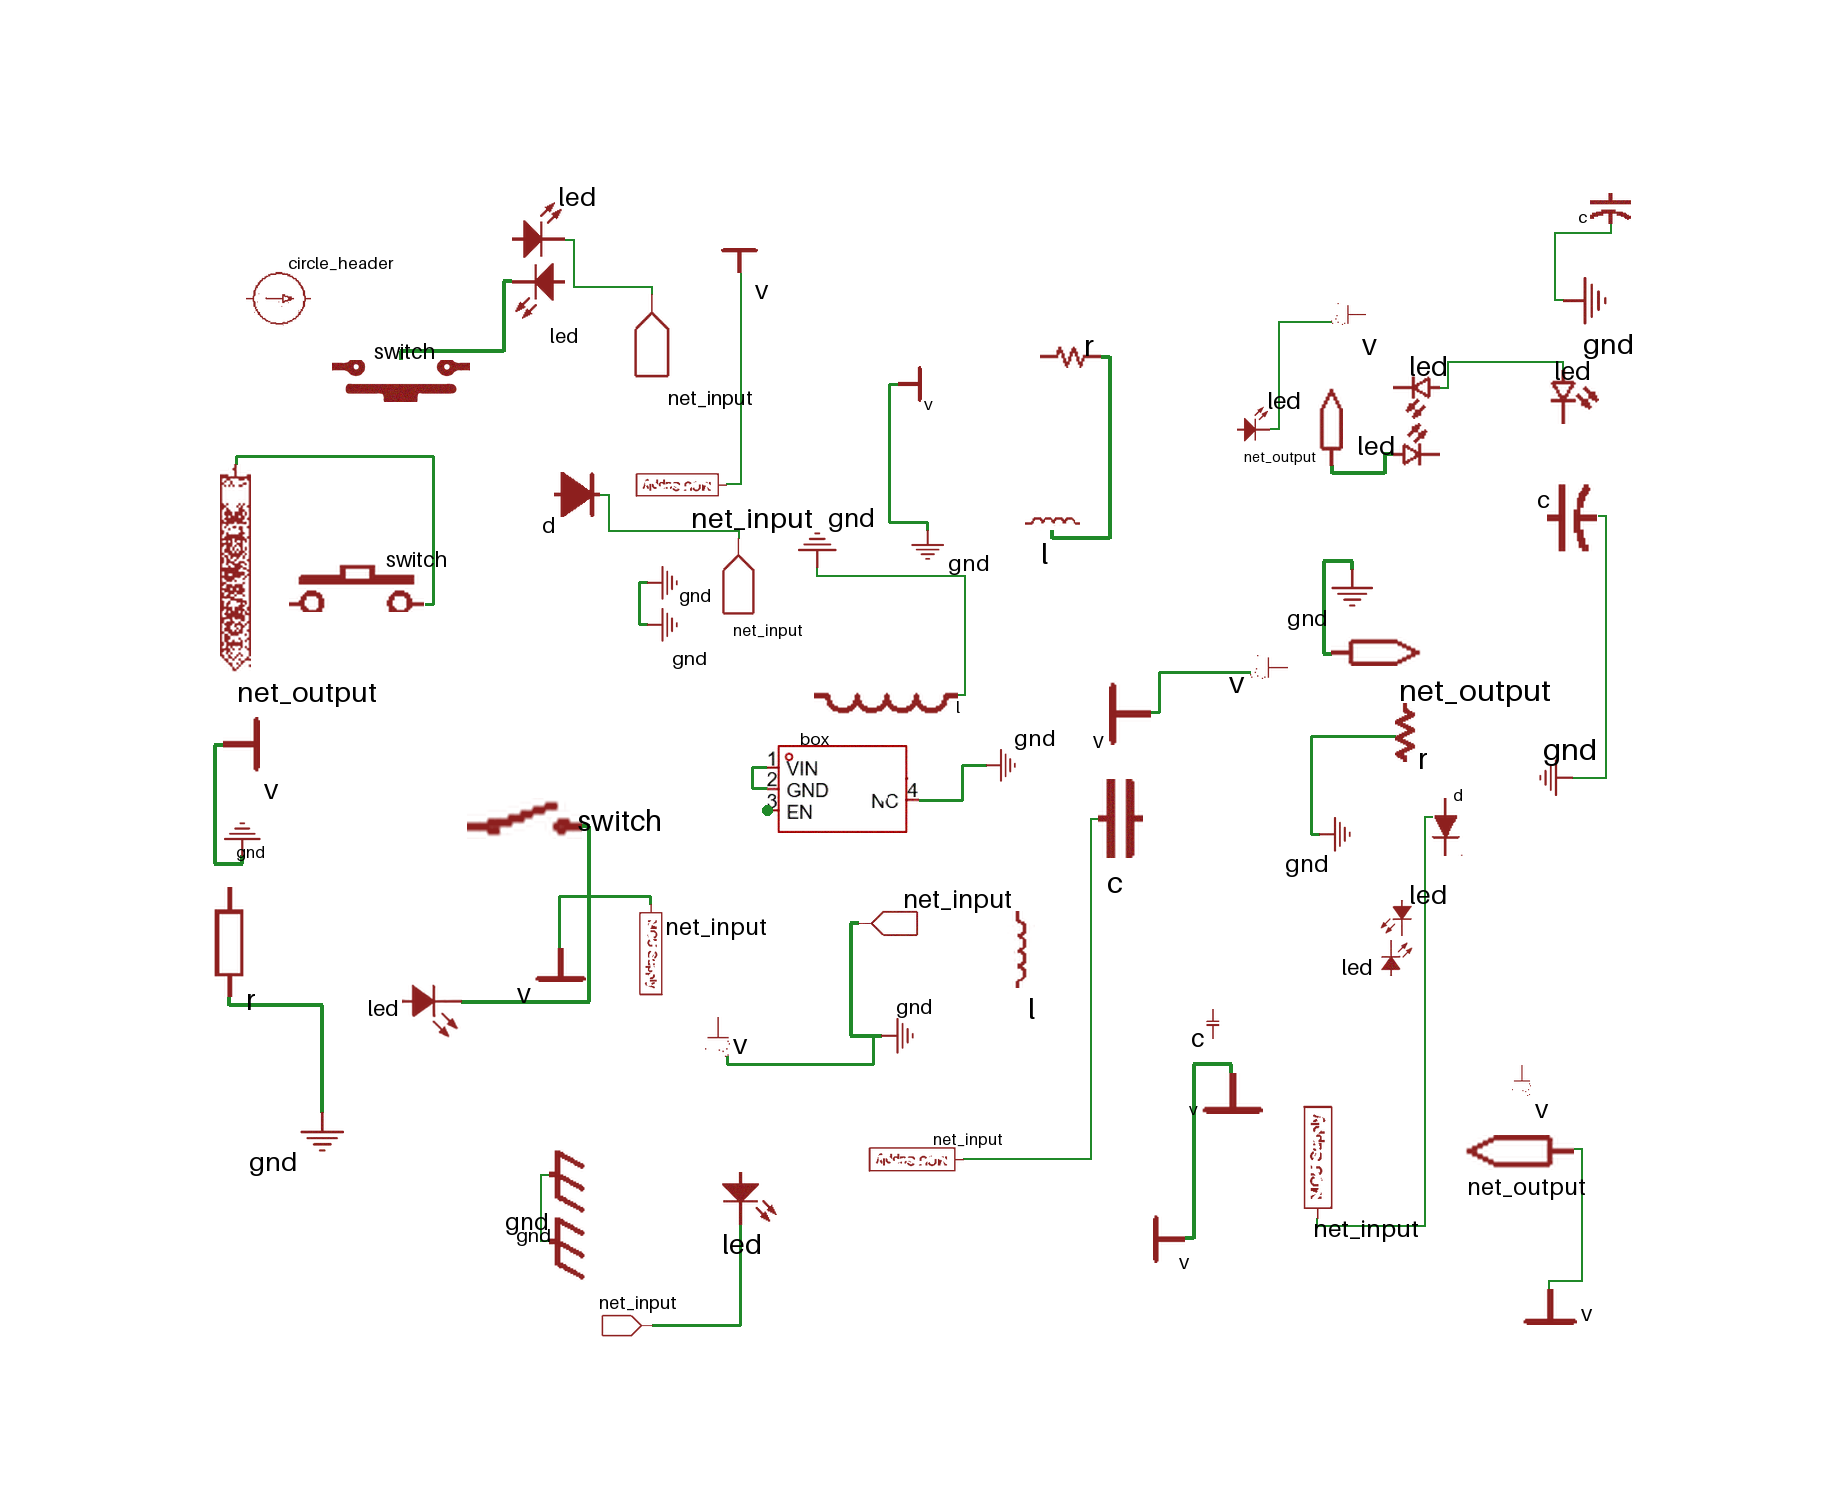 led
c
circle_header
v
led
gnd
switch
v
r
led
led
net_input
v
led
led
net_output
c
d
net_input
gnd
l
switch
gnd
gnd
net_input
gnd
gnd
v
net_output
net_output
l
r
v
box
gnd
v
gnd
1
VIN
2
GND
4
3
EN
NC
d
switch
gnd
gnd
c
led
net_input
net_input
led
v
r
led
gnd
l
v
c
v
v
MCU Supply
net_input
gnd
net_output
gnd
gnd
net_input
led
v
net_input
v